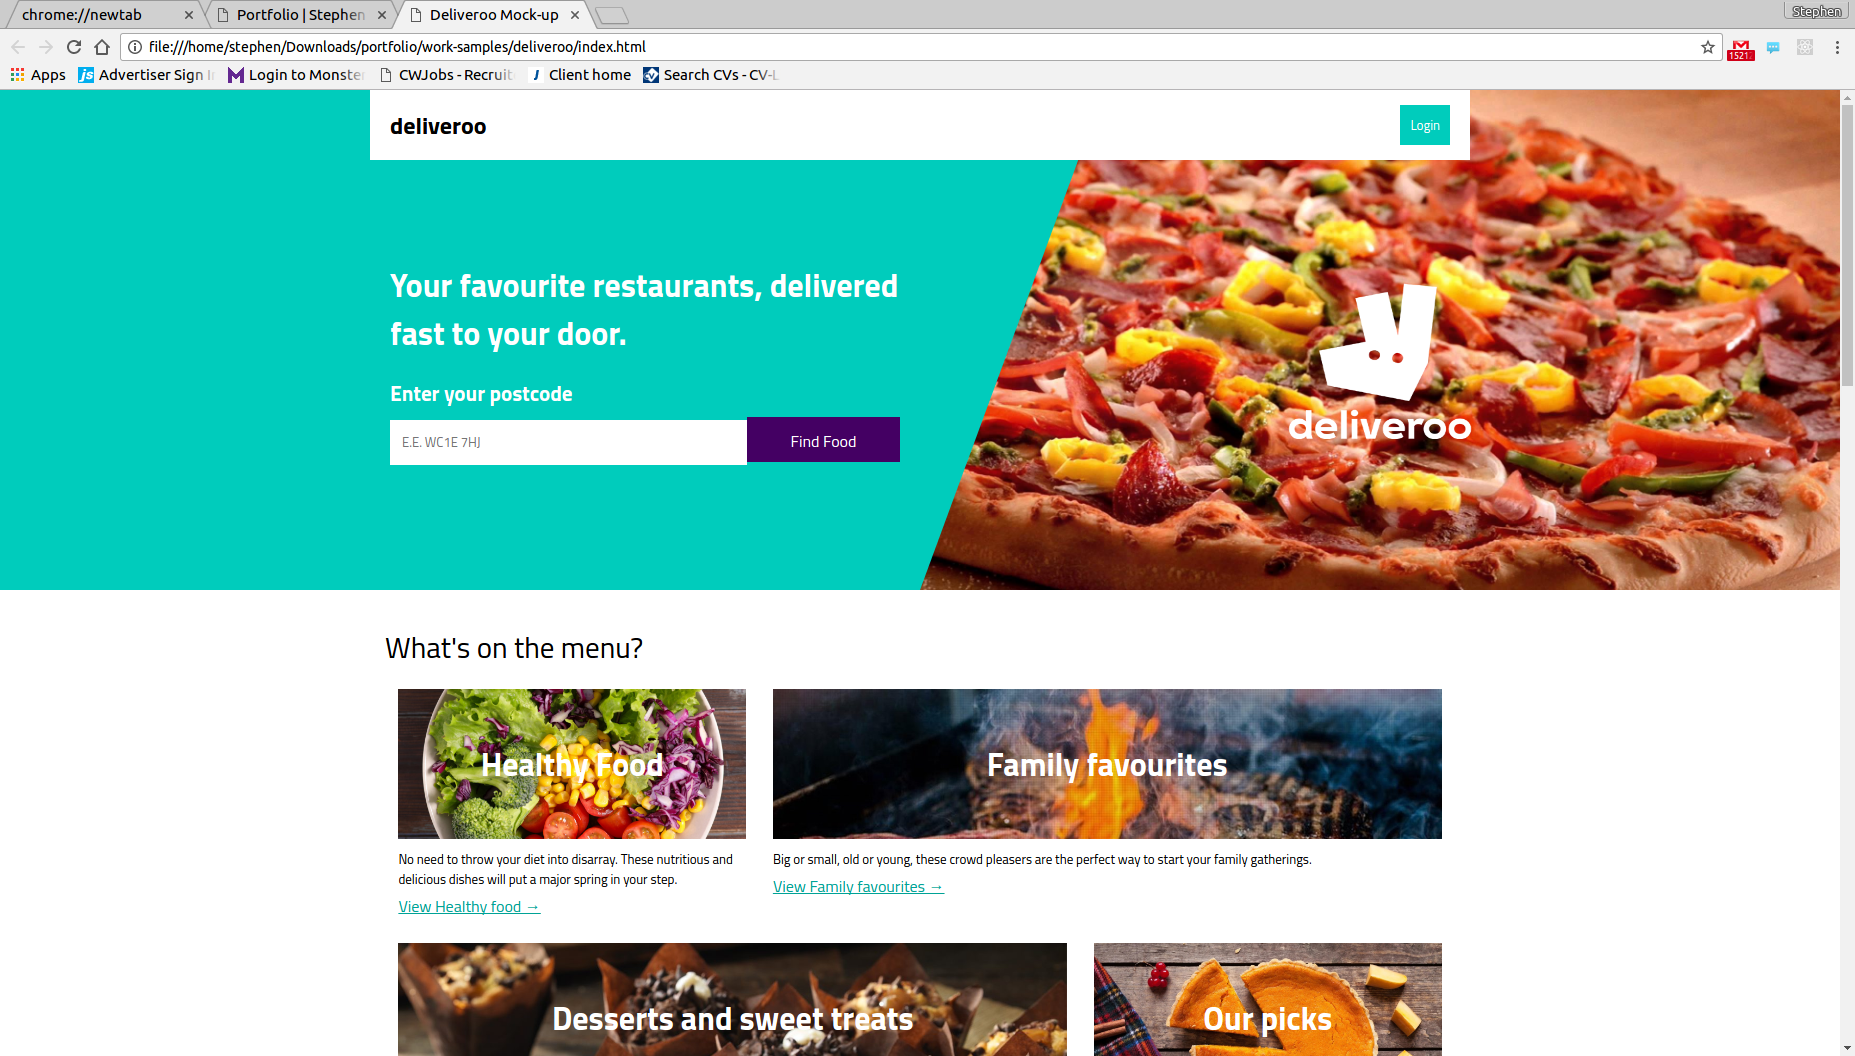 chrome://newtab
Portfolio | Stephen
Deliveroo Mock-up
Stephen
file:///home/stephen/Downloads/portfolio/work-samples/deliveroo/index.html
1521
Apps
Advertiser Sign In
Login to Monster
CWJobs - Recruit
Client home
Search CVs - CV-L
deliveroo
Login
Your favourite restaurants, delivered
fast to your door.
Enter your postcode
E.E. WC1E 7HJ
Find Food
deliveroo
What's on the menu?
Healthy Food
Family favourites
No need to throw your diet into disarray. These nutritious and
delicious dishes will put a major spring in your step.
View Healthy food →
Big or small, old or young, these crowd pleasers are the perfect way to start your family gatherings.
View Family favourites →
Desserts and sweet treats
Our picks